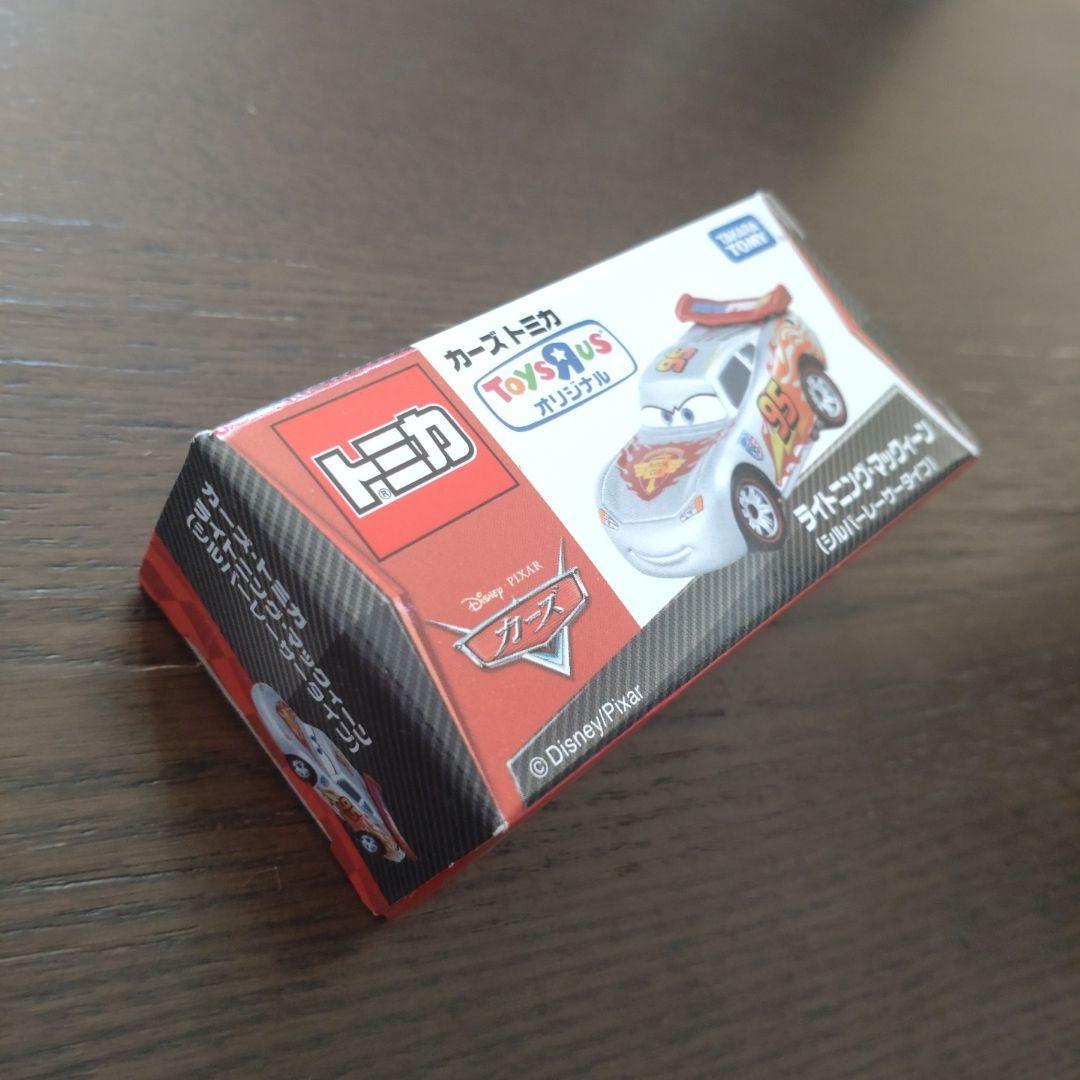 TAKARA
TOMY
カーズ トミカ
ToysRus
オリジナル
トミカ
®
95
95
ライトニング・マックィーン
(シルバーレーサータイプ)
Disney PIXAR
カーズ
©Disney/Pixar
カーズ・トミカ
ライトニング・マックィーン
(シルバーレーサータイプ)
95